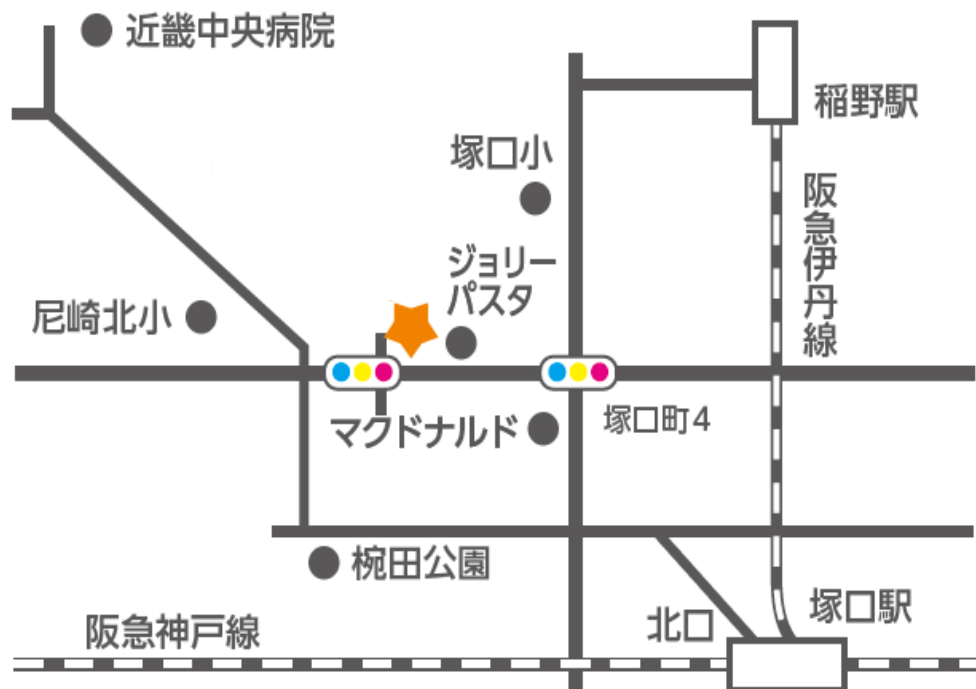 近畿中央病院
稲野駅
塚口小
阪急伊丹線
ジョリー
パスタ
尼崎北小
マクドナルド
塚口町4
椀田公園
塚口駅
北口
阪急神戸線